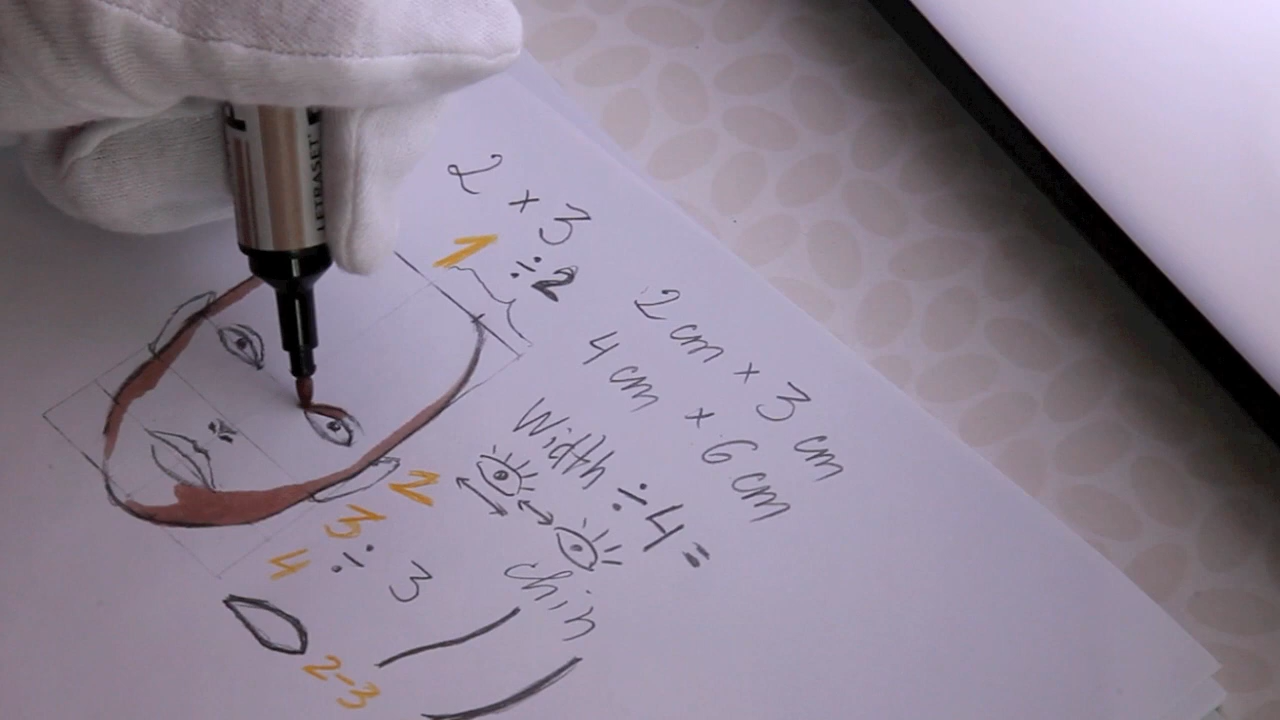 LETRASET
2 × 3
1 ÷ 2
2 cm × 3 cm
4 cm × 6 cm
Width ÷ 4 =
2
3
4 ÷ 3
chin
2-3